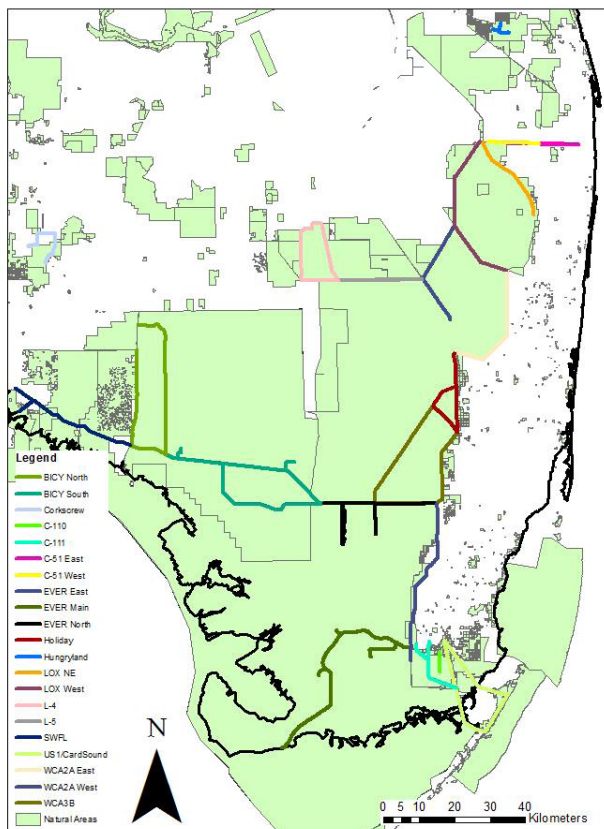 Legend
BICY North
BICY South
Corkscrew
C-110
C-111
C-51 East
C-51 West
EVER East
EVER Main
EVER North
Holiday
Hungryland
LOX NE
LOX West
L-4
L-5
SWFL
US1/CardSound
WCA2A East
WCA2A West
WCA3B
Natural Areas
N
0 5 10 20 30 40
Kilometers